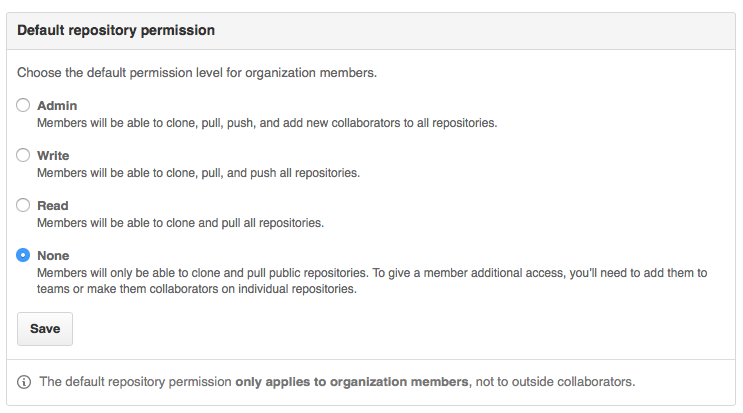 Default repository permission
Choose the default permission level for organization members.
Admin
Members will be able to clone, pull, push, and add new collaborators to all repositories.
Write
Members will be able to clone, pull, and push all repositories.
Read
Members will be able to clone and pull all repositories.
None
Members will only be able to clone and pull public repositories. To give a member additional access, you'll need to add them to
teams or make them collaborators on individual repositories.
Save
The default repository permission only applies to organization members, not to outside collaborators.